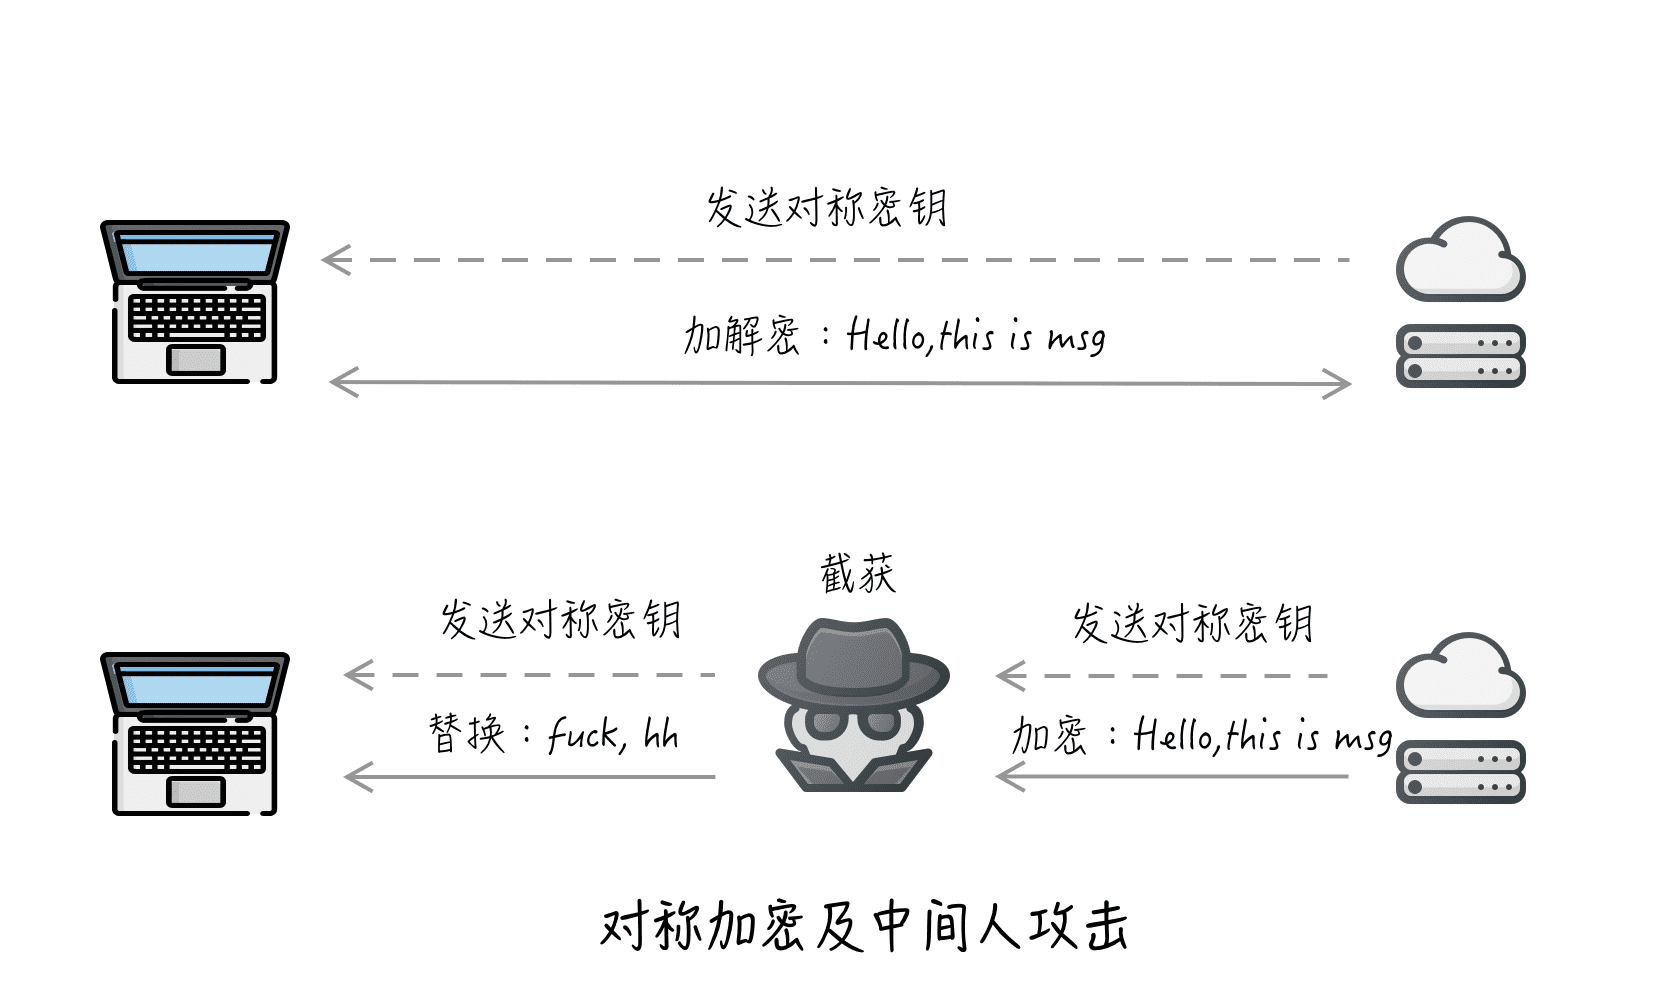 发送对称密钥
加解密：Hello,this is msg
截获
发送对称密钥
发送对称密钥
替换：fuck, hh
加密：Hello,this is msg
对称加密及中间人攻击